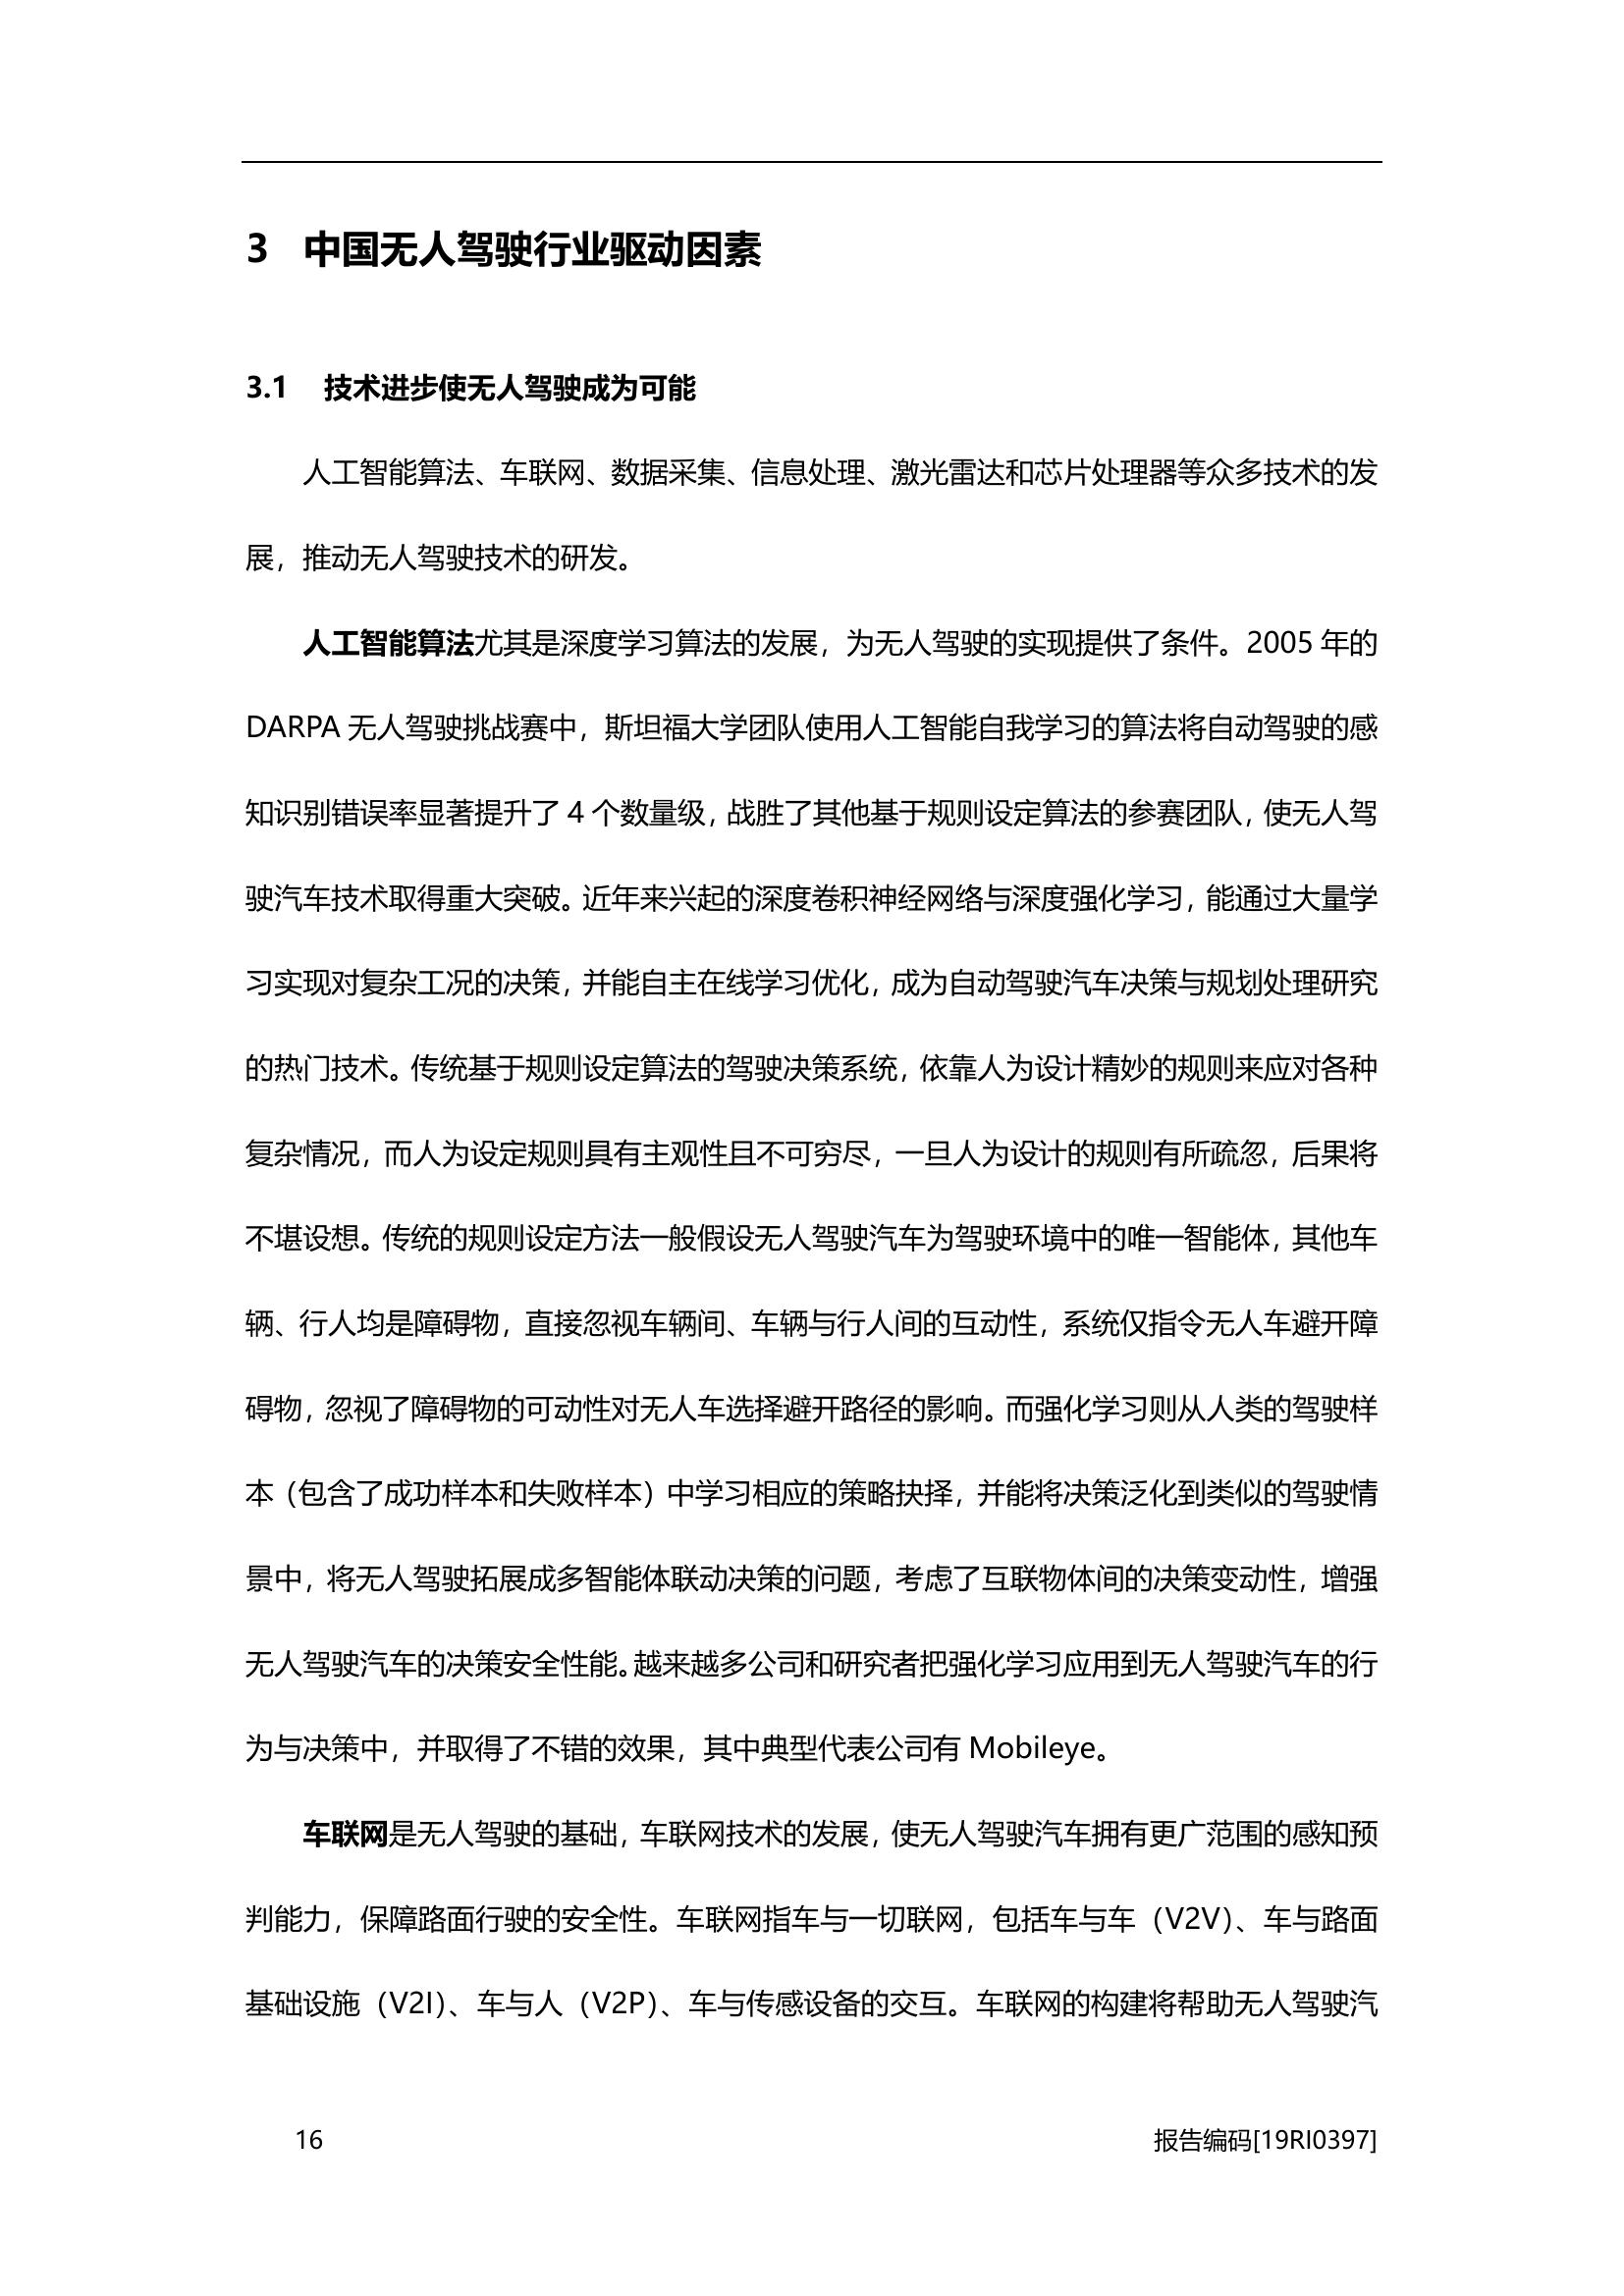 3 中国无人驾驶行业驱动因素
3.1 技术进步使无人驾驶成为可能
人工智能算法、车联网、数据采集、信息处理、激光雷达和芯片处理器等众多技术的发
展，推动无人驾驶技术的研发。
人工智能算法尤其是深度学习算法的发展，为无人驾驶的实现提供了条件。2005 年的
DARPA 无人驾驶挑战赛中，斯坦福大学团队使用人工智能自我学习的算法将自动驾驶的感
知识别错误率显著提升了 4 个数量级，战胜了其他基于规则设定算法的参赛团队，使无人驾
驶汽车技术取得重大突破。近年来兴起的深度卷积神经网络与深度强化学习，能通过大量学
习实现对复杂工况的决策，并能自主在线学习优化，成为自动驾驶汽车决策与规划处理研究
的热门技术。传统基于规则设定算法的驾驶决策系统，依靠人为设计精妙的规则来应对各种
复杂情况，而人为设定规则具有主观性且不可穷尽，一旦人为设计的规则有所疏忽，后果将
不堪设想。传统的规则设定方法一般假设无人驾驶汽车为驾驶环境中的唯一智能体，其他车
辆、行人均是障碍物，直接忽视车辆间、车辆与行人间的互动性，系统仅指令无人车避开障
碍物，忽视了障碍物的可动性对无人车选择避开路径的影响。而强化学习则从人类的驾驶样
本（包含了成功样本和失败样本）中学习相应的策略抉择，并能将决策泛化到类似的驾驶情
景中，将无人驾驶拓展成多智能体联动决策的问题，考虑了互联物体间的决策变动性，增强
无人驾驶汽车的决策安全性能。越来越多公司和研究者把强化学习应用到无人驾驶汽车的行
为与决策中，并取得了不错的效果，其中典型代表公司有 Mobileye。
车联网是无人驾驶的基础，车联网技术的发展，使无人驾驶汽车拥有更广范围的感知预
判能力，保障路面行驶的安全性。车联网指车与一切联网，包括车与车（V2V）、车与路面
基础设施（V2I）、车与人（V2P）、车与传感设备的交互。车联网的构建将帮助无人驾驶汽
16 报告编码[19RI0397]